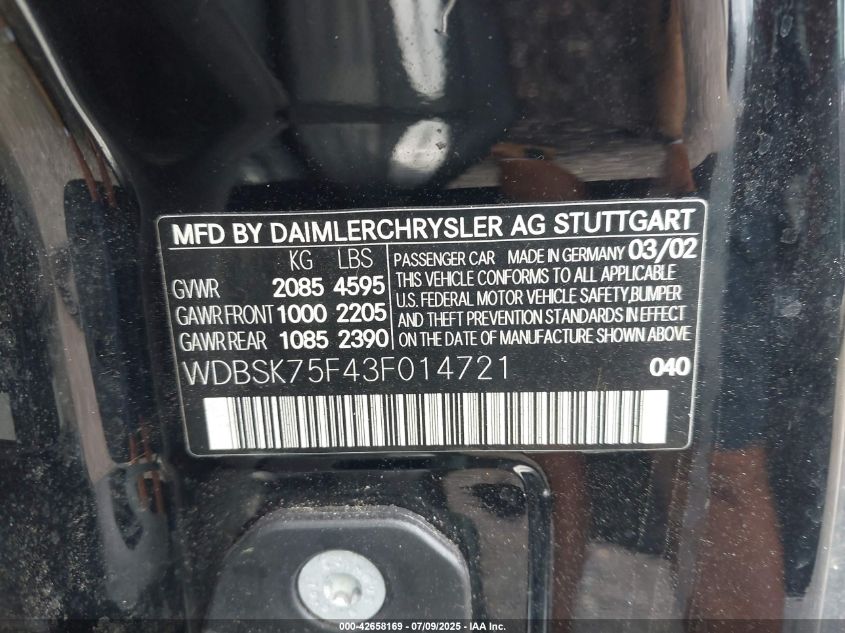 MFD BY DAIMLERCHRYSLER AG STUTTGART
KG LBS
GVWR 2085 4595
GAWR FRONT 1000 2205
GAWR REAR 1085 2390
PASSENGER CAR MADE IN GERMANY 03/02
THIS VEHICLE CONFORMS TO ALL APPLICABLE
U.S. FEDERAL MOTOR VEHICLE SAFETY, BUMPER
AND THEFT PREVENTION STANDARDS IN EFFECT
ON THE DATE OF MANUFACTURE SHOWN ABOVE
WDBSK75F43F014721 040
000-42658169 - 07/09/2025 - IAA Inc.